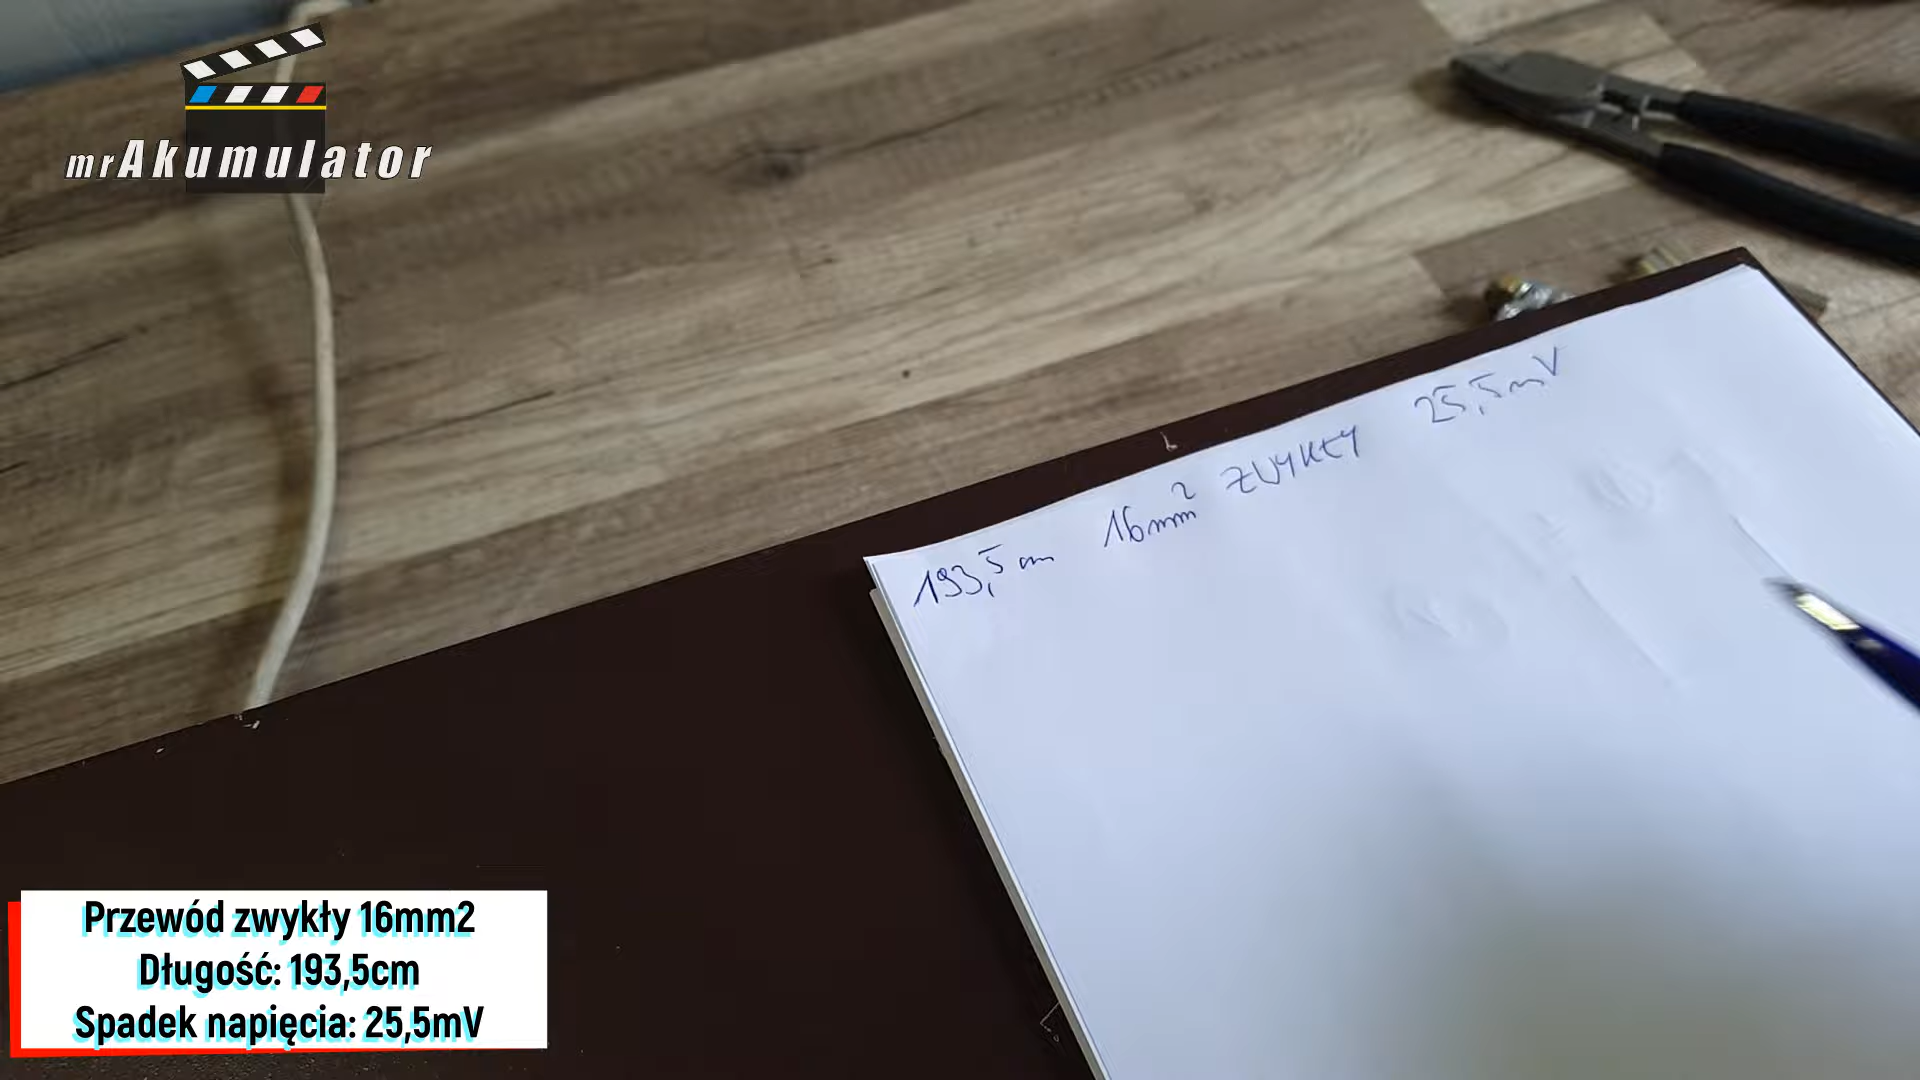 mrAkumulator
193,5 cm 16mm² ZWYKŁY 25,5mV
Przewód zwykły 16mm2
Długość: 193,5cm
Spadek napięcia: 25,5mV